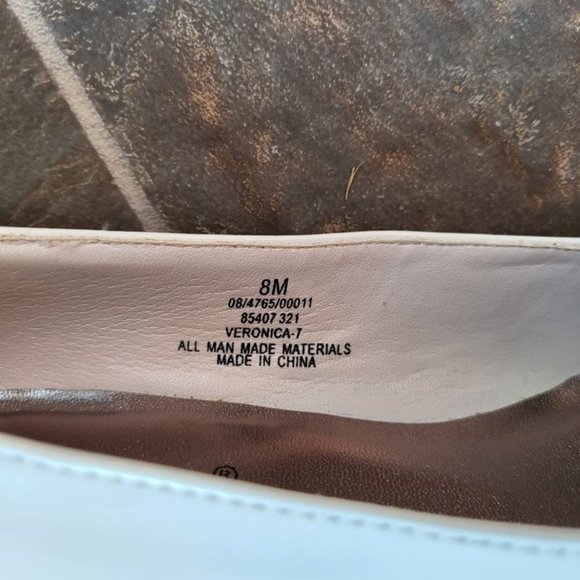 8M
08/4765/00011
85407 321
VERONICA-7
ALL MAN MADE MATERIALS
MADE IN CHINA
®